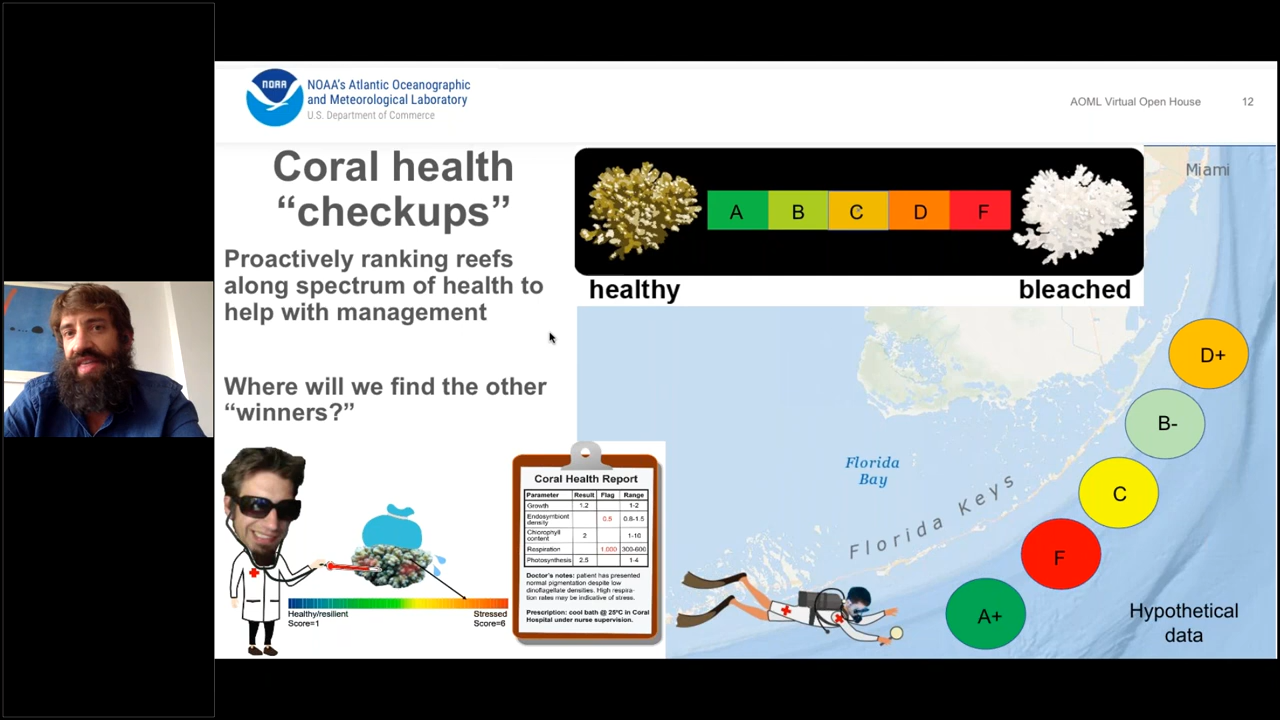 NOAA
NOAA's Atlantic Oceanographic
and Meteorological Laboratory
U.S. Department of Commerce
AOML Virtual Open House
12
Coral health
“checkups”
Proactively ranking reefs
along spectrum of health to
help with management
Where will we find the other
“winners?”
A B C D F
healthy
bleached
Miami
Florida
Bay
Florida Keys
D+
B-
C
F
A+
Hypothetical
data
Healthy/resilient
Score=1
Stressed
Score=6
Coral Health Report
Parameter Result Flag Range
Growth 1.2 1-2
Endosymbiont
density 0.5 0.8-1.5
Chlorophyll
content 2 1-10
Respiration 1.000 300-600
Photosynthesis 2.5 1-4
Doctor's notes: patient has presented
normal pigmentation despite low
dinoflagellate densities. High respira-
tion rates may be indicative of stress.
Prescription: cool bath @ 25ºC in Coral
Hospital under nurse supervision.